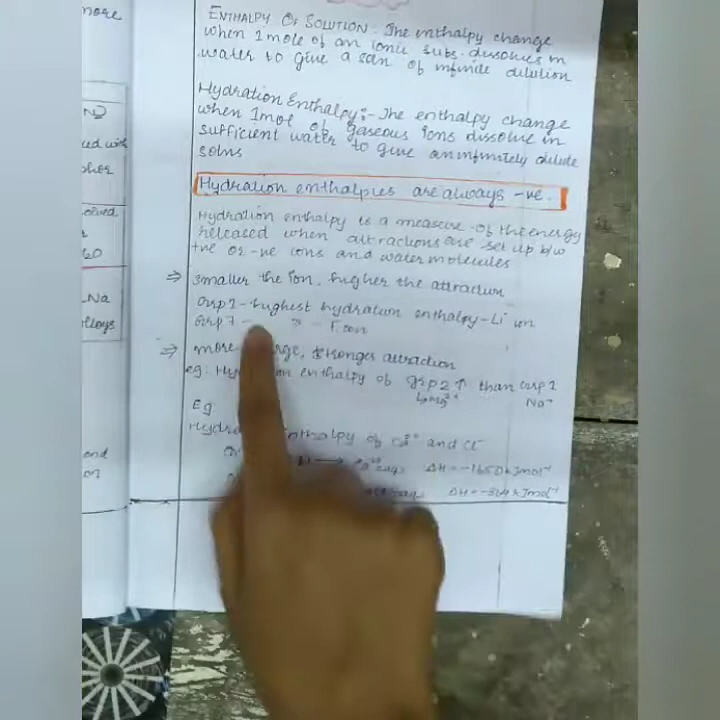 more
ENTHALPY OF SOLUTION: The enthalpy change
when 1 mole of an ionic subs. dissolves in
water to give a soln of infinite dilution
Hydration Enthalpy:- The enthalpy change
when 1mol of gaseous ions dissolve in
sufficient water to give an infinitely dilute
solns
Hydration enthalpies are always -ve.
Hydration enthalpy is a measure of the energy
released when attractions are set up b/w
+ve or -ve ions and water molecules
⇒ smaller the ion, higher the attraction
Grp 1 - highest hydration enthalpy - Li⁺ ion
Grp 7 - " - F ion
⇒ more stronger attraction
eg: enthalpy of grp 2 ↑ than Grp 1
↳ Mg²⁺ Na⁺
Eg
enthalpy of Ca²⁺ and Cl⁻
ΔH = -1650 kJmol⁻¹
ΔH = -364 kJmol⁻¹
Na
alloys
and